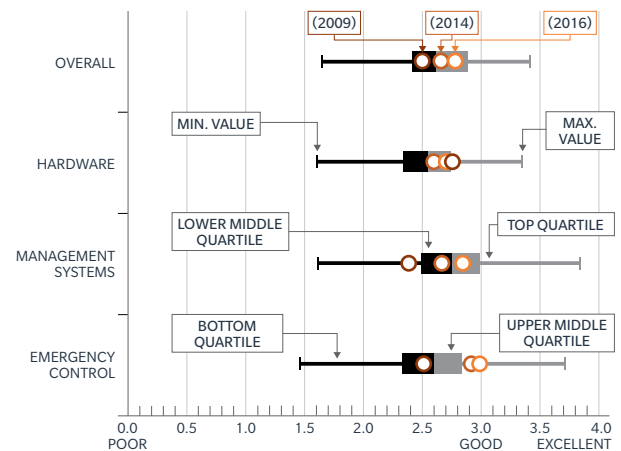 (2009) (2014) (2016)
OVERALL
MIN. VALUE
MAX.
VALUE
HARDWARE
LOWER MIDDLE
QUARTILE
TOP QUARTILE
MANAGEMENT
SYSTEMS
BOTTOM
QUARTILE
UPPER MIDDLE
QUARTILE
EMERGENCY
CONTROL
0.0 0.5 1.0 1.5 2.0 2.5 3.0 3.5 4.0
POOR GOOD EXCELLENT